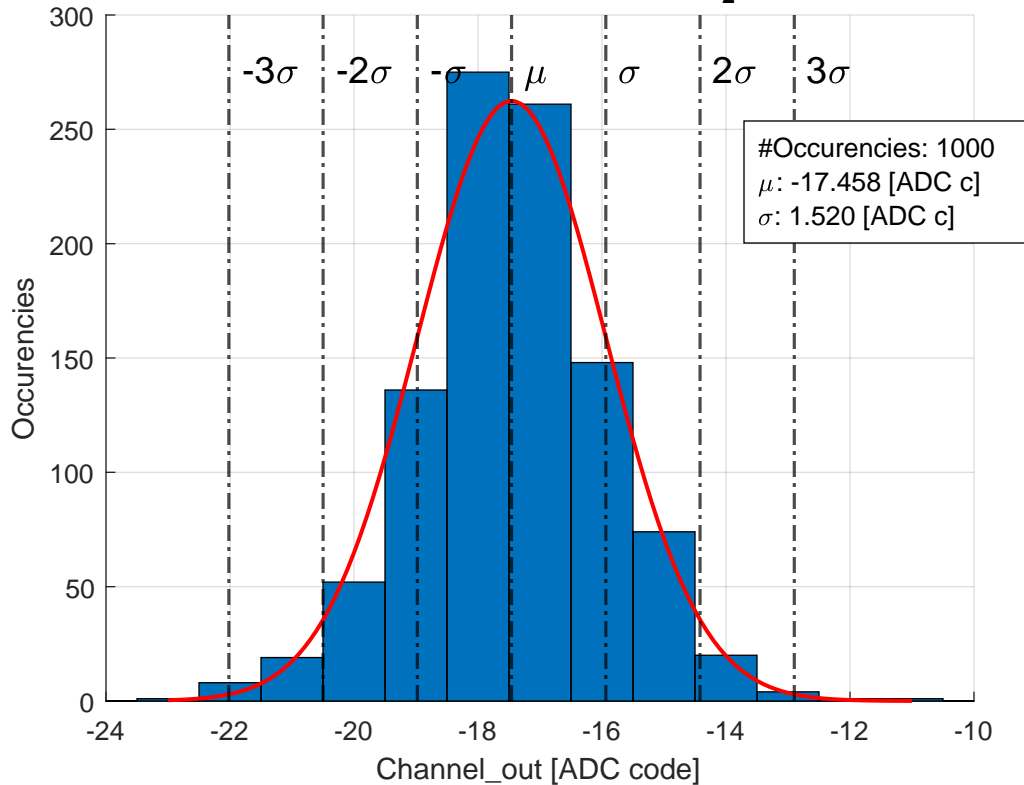 300
250
200
150
100
50
0
Occurencies
-3σ -2σ -σ μ σ 2σ 3σ
#Occurencies: 1000
μ: -17.458 [ADC c]
σ: 1.520 [ADC c]
-24 -22 -20 -18 -16 -14 -12 -10
Channel_out [ADC code]